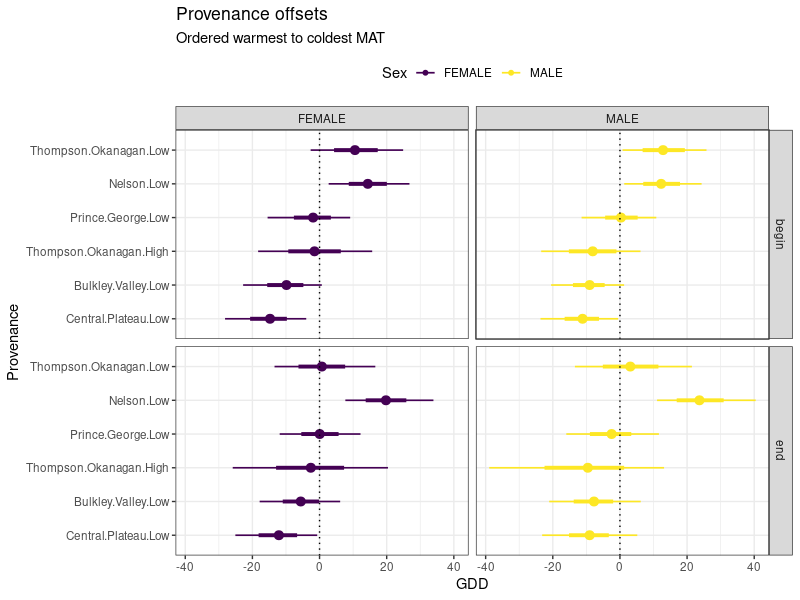 Provenance offsets
Ordered warmest to coldest MAT
Sex FEMALE MALE
FEMALE MALE
Thompson.Okanagan.Low
Nelson.Low
Prince.George.Low
Thompson.Okanagan.High
Bulkley.Valley.Low
Central.Plateau.Low
begin
Thompson.Okanagan.Low
Nelson.Low
Prince.George.Low
Thompson.Okanagan.High
Bulkley.Valley.Low
Central.Plateau.Low
end
Provenance
-40 -20 0 20 40 -40 -20 0 20 40
GDD